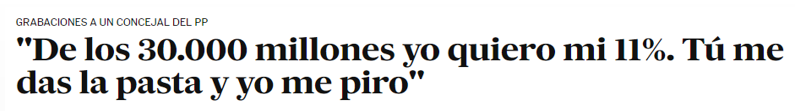 GRABACIONES A UN CONCEJAL DEL PP
"De los 30.000 millones yo quiero mi 11%. Tú me
das la pasta y yo me piro"